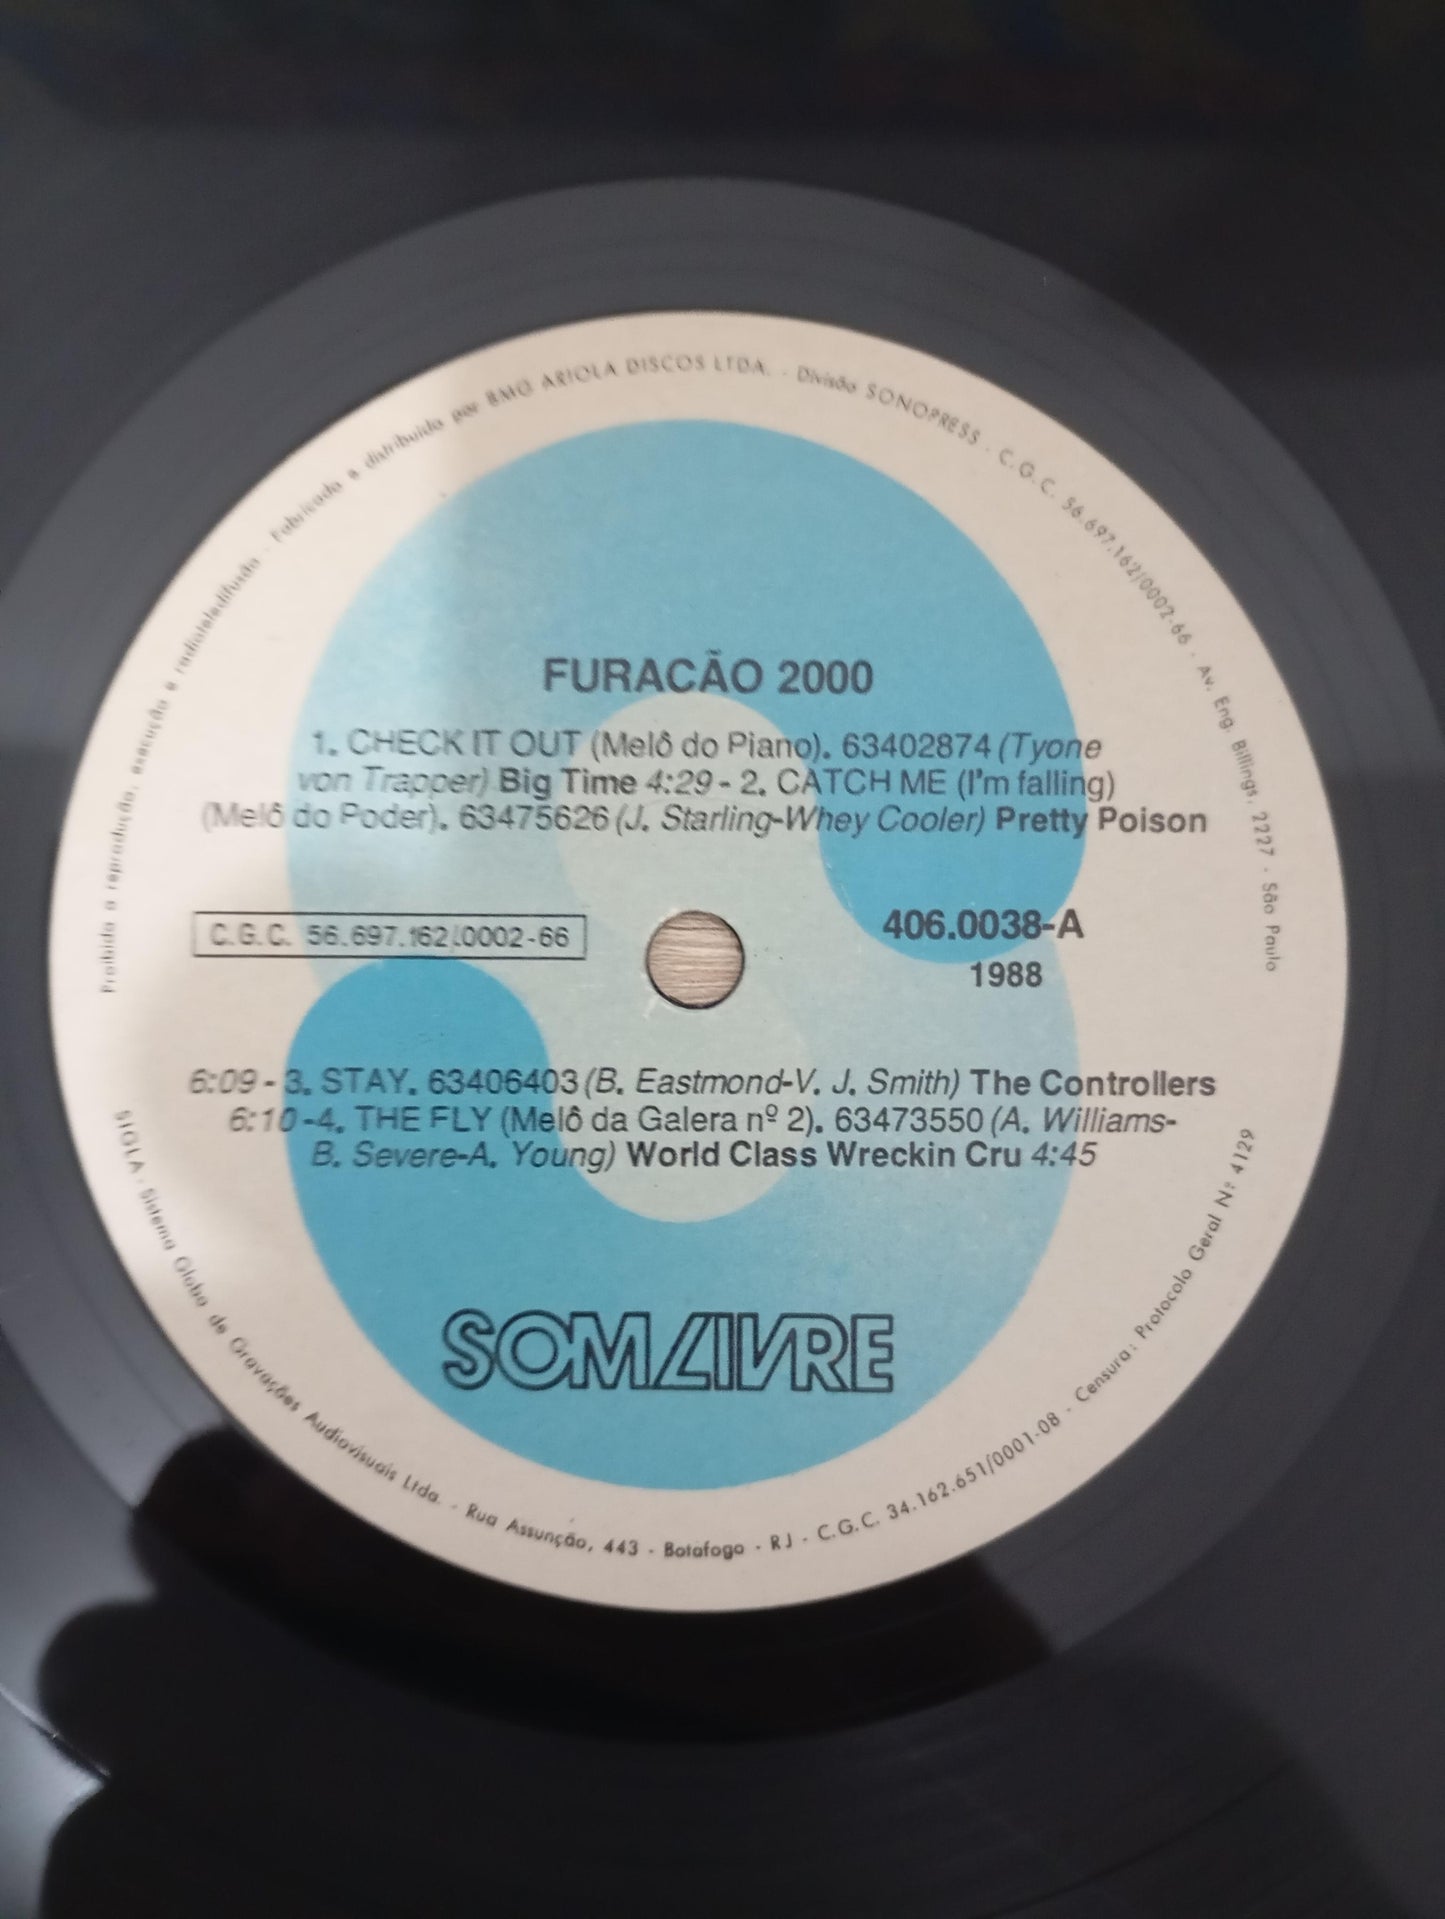 Proibida a reprodução, execução e radioteledifusão - Fabricado e distribuído por BMG ARIOLA DISCOS LTDA. - Divisão SONOPRESS - C.G.C. 56.697.162/0002-66 - Av. Eng. Billings, 2227 - São Paulo
FURACÃO 2000
1. CHECK IT OUT (Melô do Piano). 63402874 (Tyone
von Trapper) Big Time 4:29 - 2. CATCH ME (I'm falling)
(Melô do Poder). 63475626 (J. Starling-Whey Cooler) Pretty Poison
C.G.C. 56.697.162/0002-66
406.0038-A
1988
6:09 - 3. STAY. 63406403 (B. Eastmond-V. J. Smith) The Controllers
6:10 - 4. THE FLY (Melô da Galera nº 2). 63473550 (A. Williams-
B. Severe-A. Young) World Class Wreckin Cru 4:45
SOM LIVRE
SIGLA - Sistema Globo de Gravações Audiovisuais Ltda. - Rua Assunção, 443 - Botafogo - RJ - C.G.C. 34.162.651/0001-08 - Censura: Protocolo Geral Nº 4129